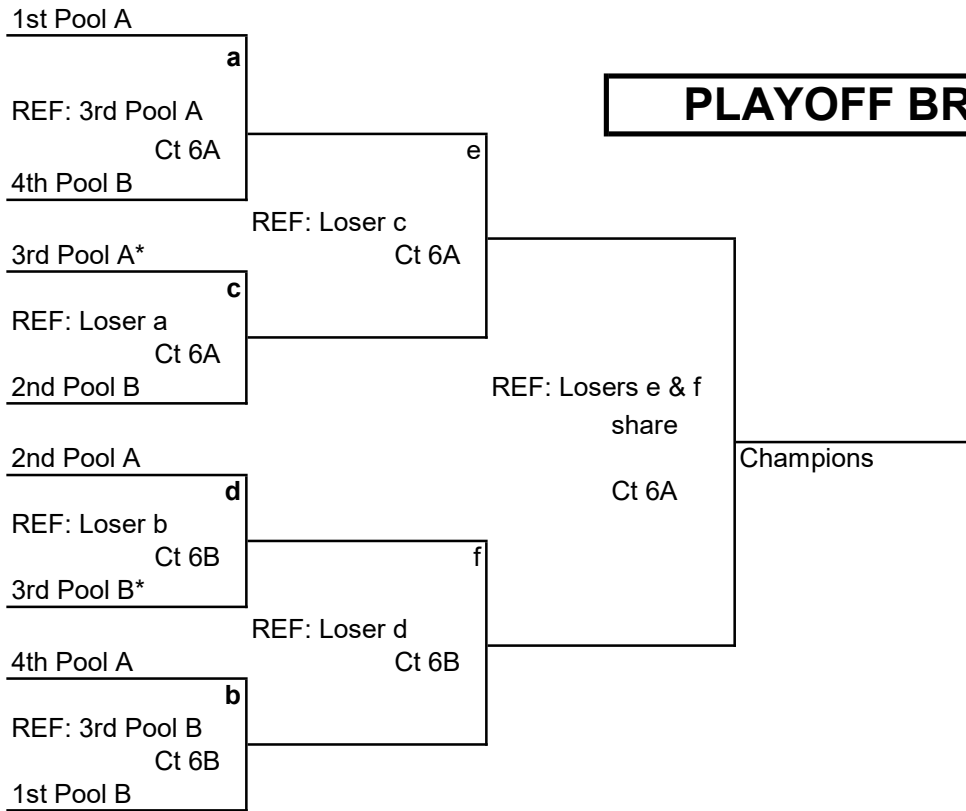 1st Pool A
a
REF: 3rd Pool A
Ct 6A
4th Pool B
PLAYOFF BR
e
REF: Loser c
Ct 6A
3rd Pool A*
c
REF: Loser a
Ct 6A
2nd Pool B
REF: Losers e & f
share
Ct 6A
Champions
2nd Pool A
d
REF: Loser b
Ct 6B
3rd Pool B*
f
REF: Loser d
Ct 6B
4th Pool A
b
REF: 3rd Pool B
Ct 6B
1st Pool B